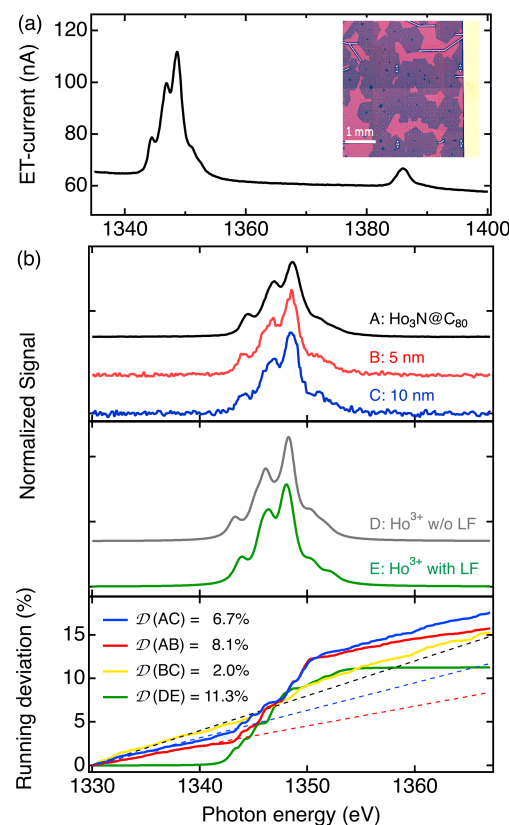 (a)
120
100
80
60
ET-current (nA)
1 mm
1340
1360
1380
1400
(b)
Normalized Signal
A: Ho₃N@C₈₀
B: 5 nm
C: 10 nm
D: Ho³⁺ w/o LF
E: Ho³⁺ with LF
Running deviation (%)
15
10
5
0
𝒟(AC) = 6.7%
𝒟(AB) = 8.1%
𝒟(BC) = 2.0%
𝒟(DE) = 11.3%
1330
1340
1350
1360
Photon energy (eV)